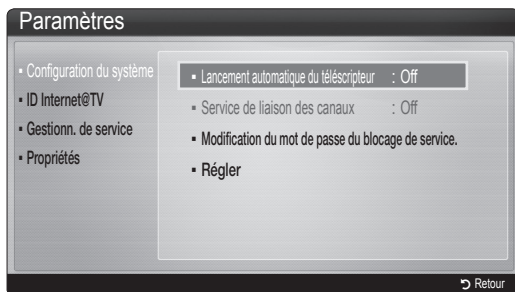 Paramètres
▪ Configuration du système
▪ ID Internet@TV
▪ Gestionn. de service
▪ Propriétés
▪ Lancement automatique du téléscripteur : Off
▪ Service de liaison des canaux : Off
▪ Modification du mot de passe du blocage de service.
▪ Régler
Retour